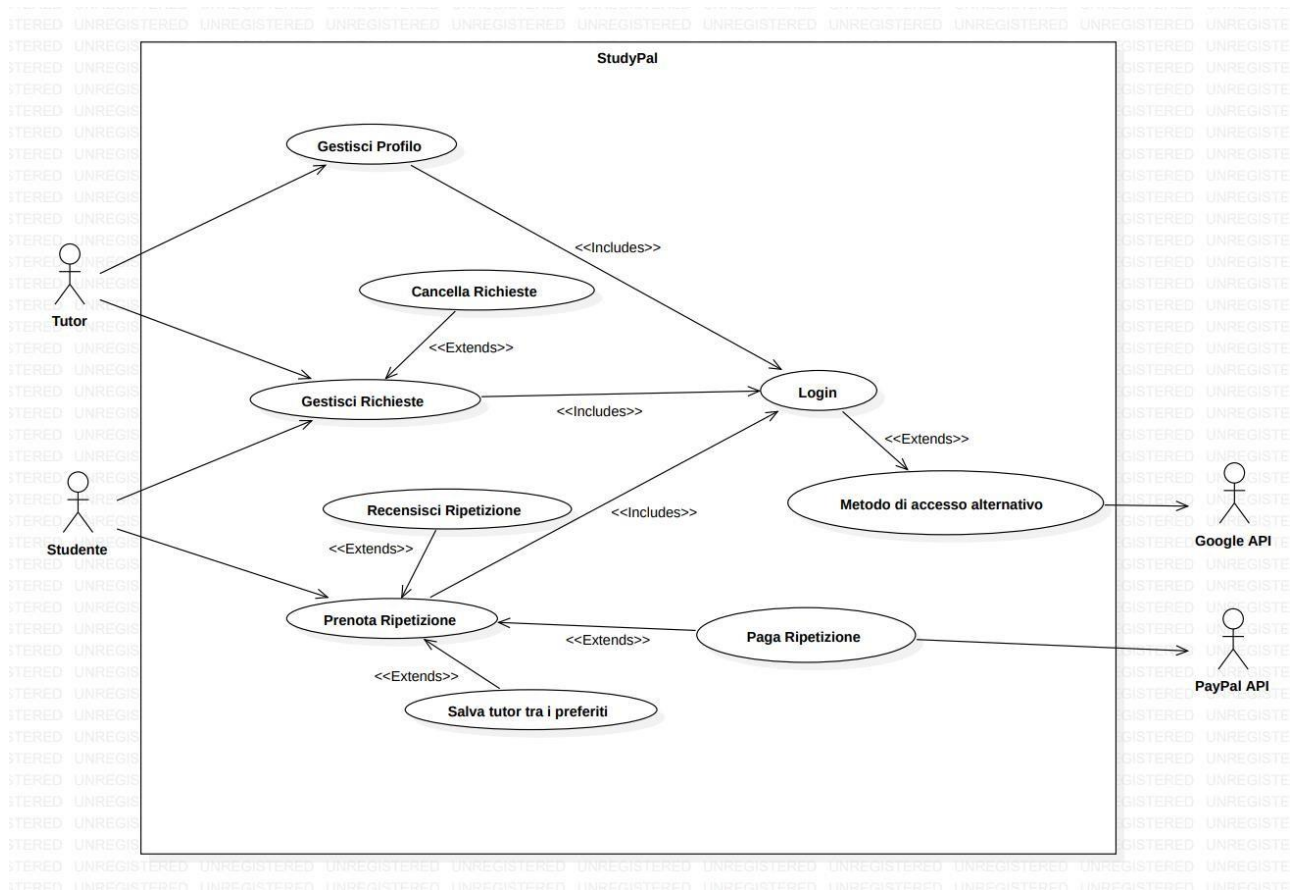 StudyPal
Gestisci Profilo
<<Includes>>
Cancella Richieste
Tutor
<<Extends>>
Gestisci Richieste
Login
<<Includes>>
<<Extends>>
Recensisci Ripetizione
Metodo di accesso alternativo
<<Includes>>
Studente
<<Extends>>
Google API
Prenota Ripetizione
<<Extends>>
Paga Ripetizione
<<Extends>>
PayPal API
Salva tutor tra i preferiti
UNREGISTERED